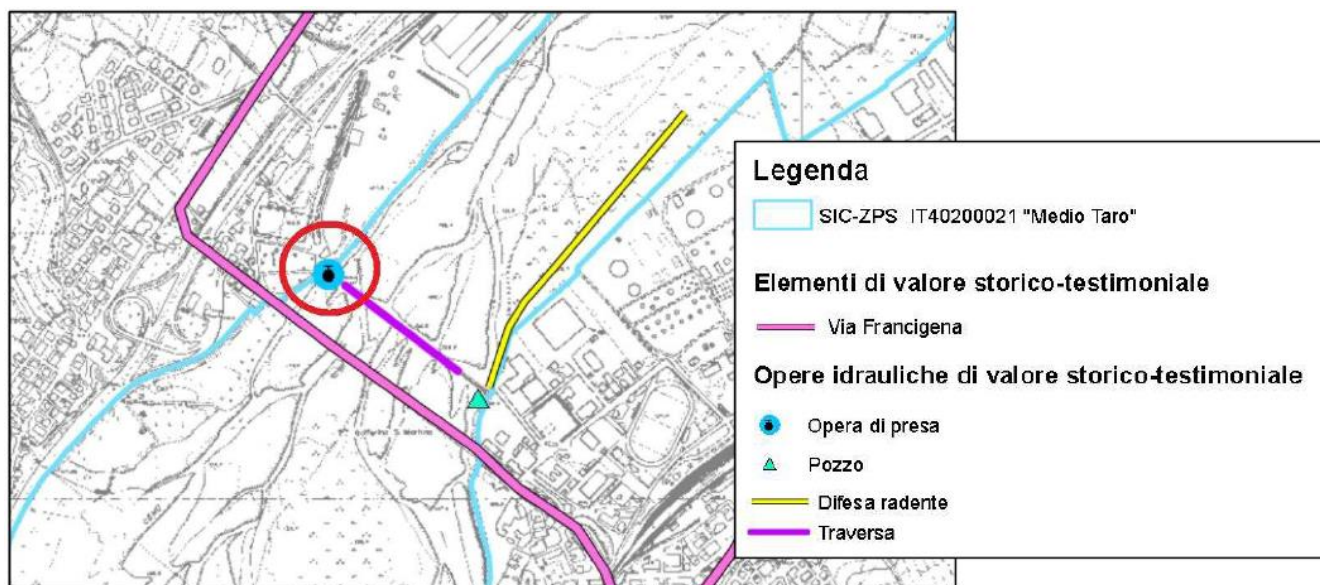 Legenda
SIC-ZPS IT40200021 "Medio Taro"
Elementi di valore storico-testimoniale
Via Francigena
Opere idrauliche di valore storico-testimoniale
Opera di presa
Pozzo
Difesa radente
Traversa